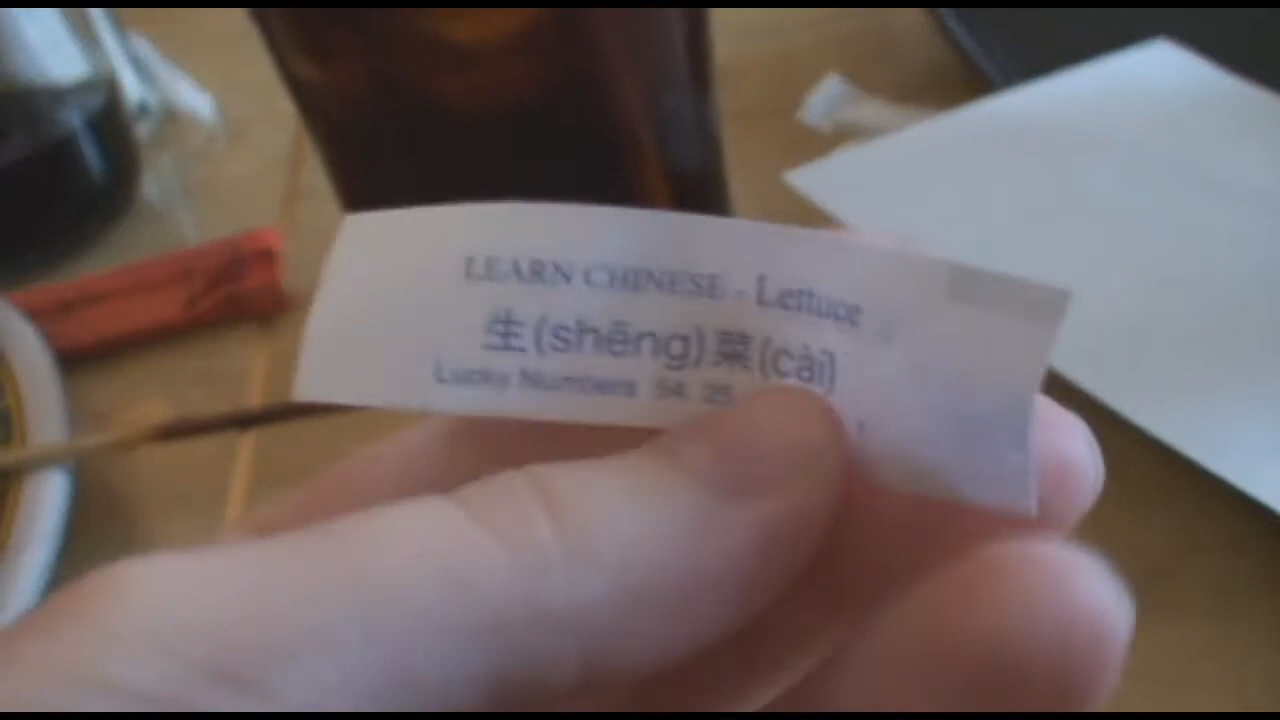 LEARN CHINESE - Lettuce
生(shēng)菜(cài)
Lucky Numbers 54, 25,